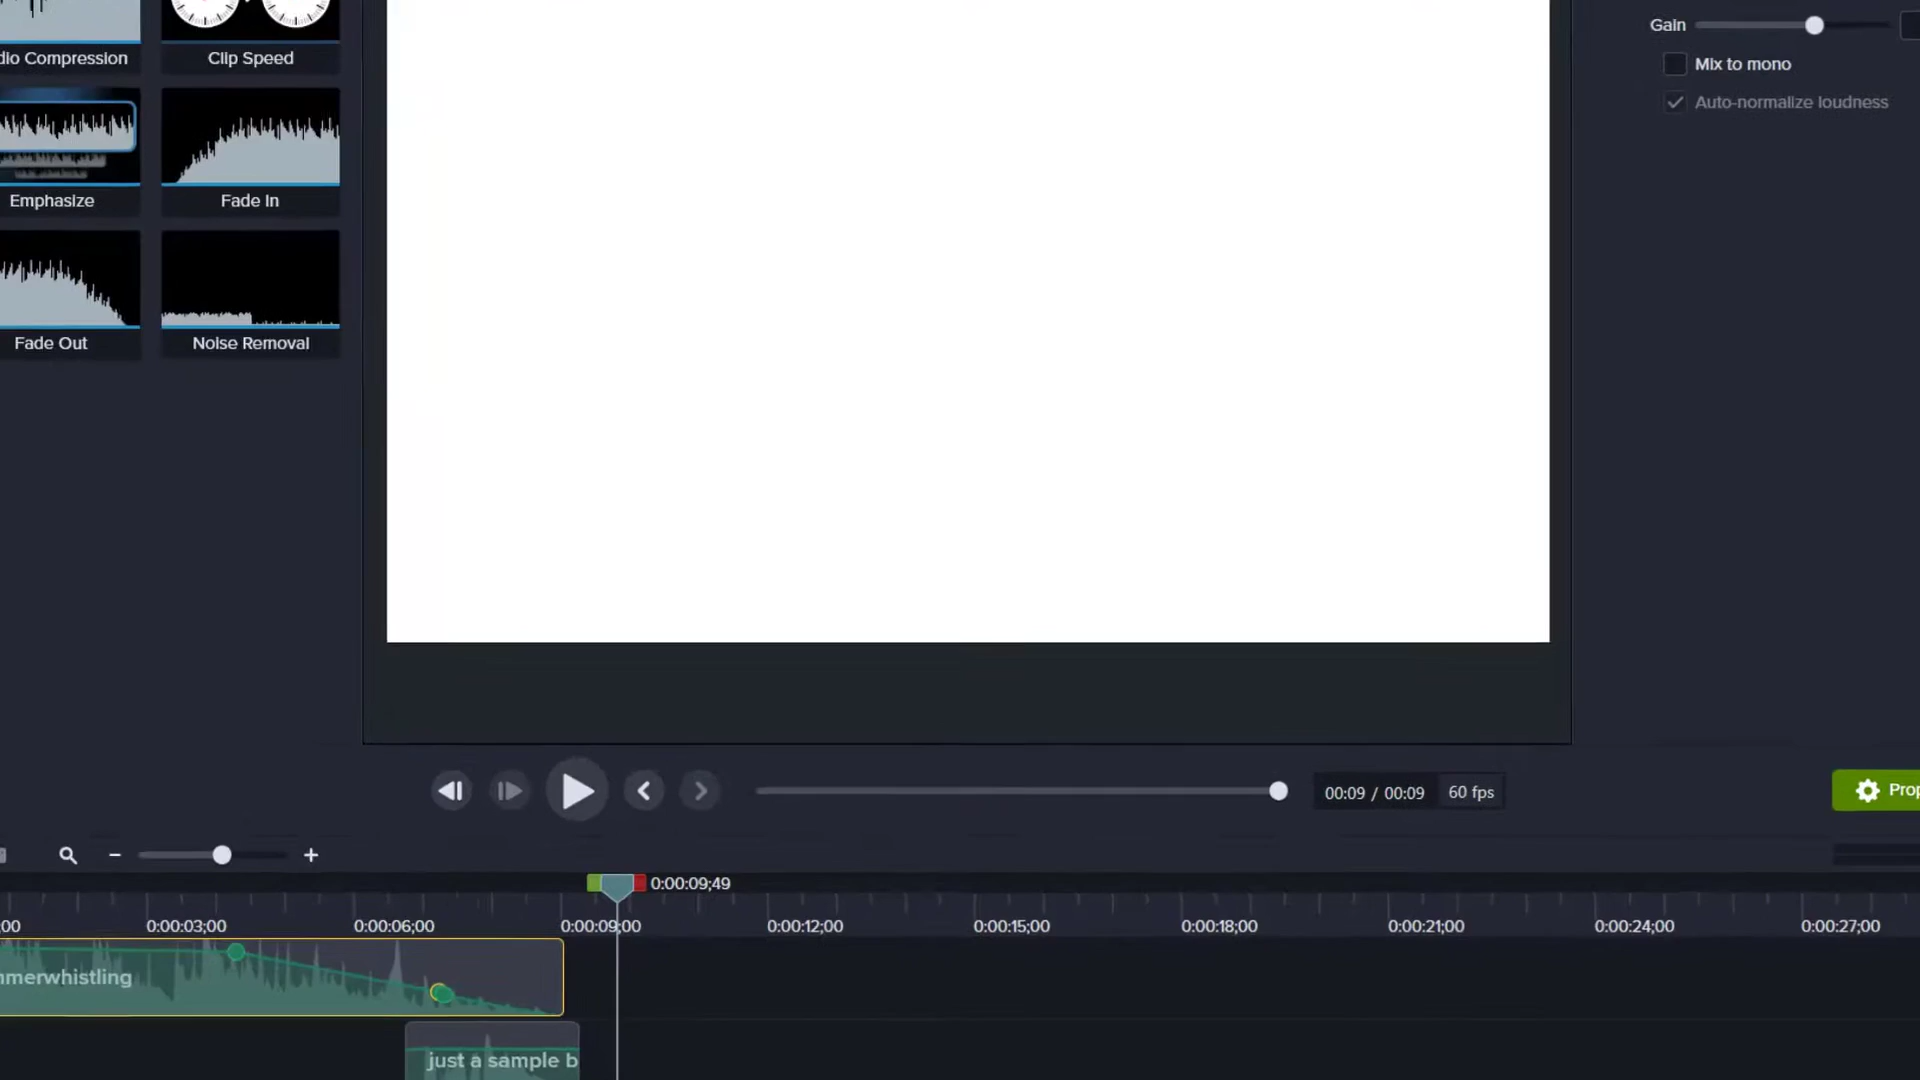 Gain
dio Compression
Clip Speed
Mix to mono
Auto-normalize loudness
Emphasize
Fade In
Fade Out
Noise Removal
00:09 / 00:09
60 fps
Prop
0:00:09;49
:00
0:00:03;00
0:00:06;00
0:00:09;00
0:00:12;00
0:00:15;00
0:00:18;00
0:00:21;00
0:00:24;00
0:00:27;00
nmerwhistling
just a sample b